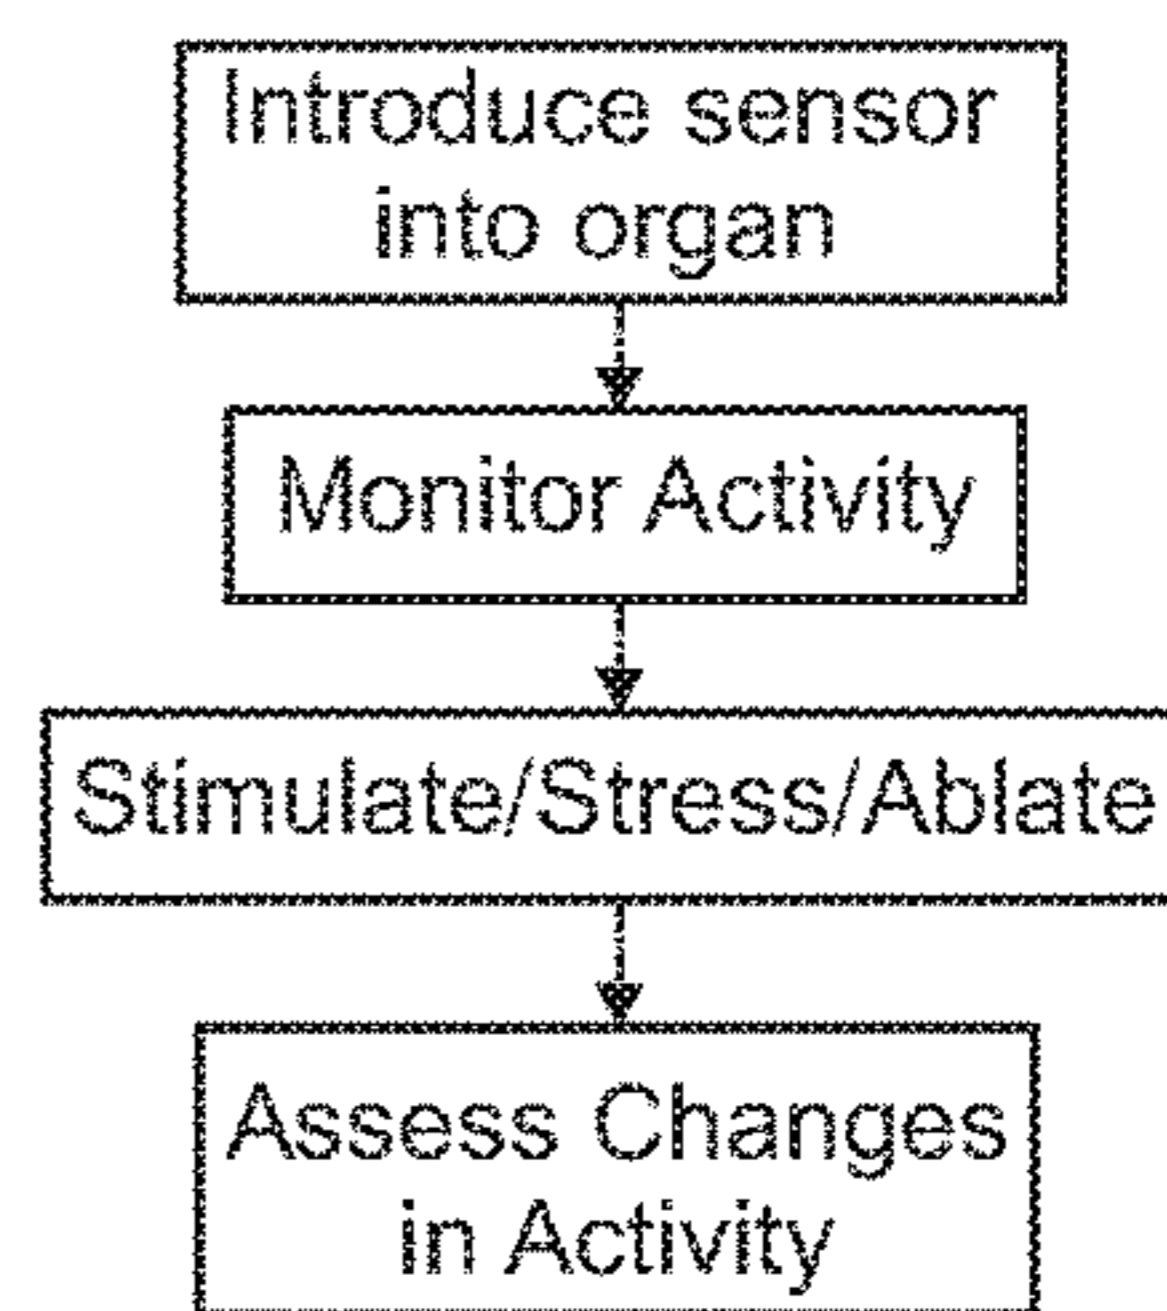 Introduce sensor
into organ
Monitor Activity
Stimulate/Stress/Ablate
Assess Changes
in Activity